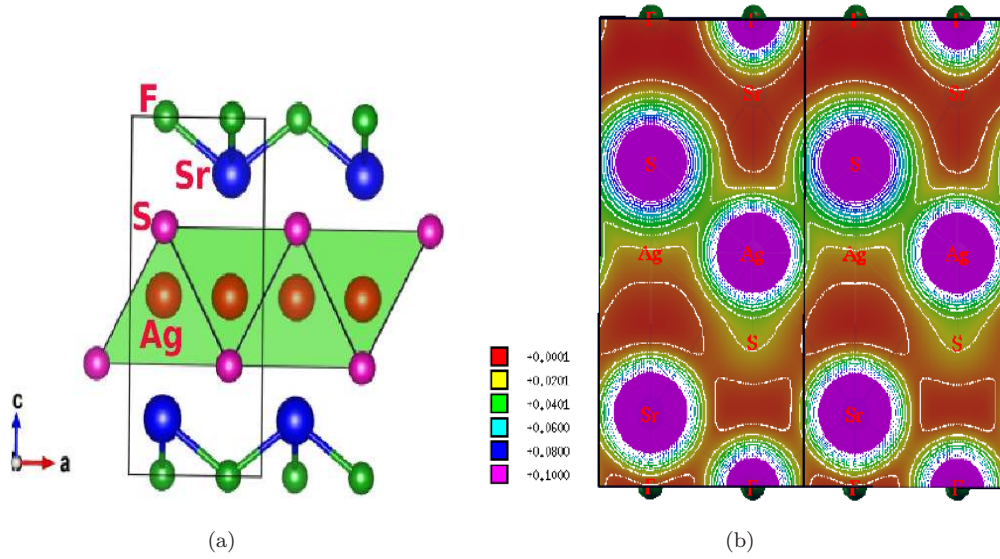 F
Sr
S
Ag
c
a
+0.0001
+0.0201
+0.0401
+0.0600
+0.0800
+0.1000
F F F F
Sr Sr
S S
Ag Ag Ag Ag
S S
Sr Sr
F F F F
(a) (b)